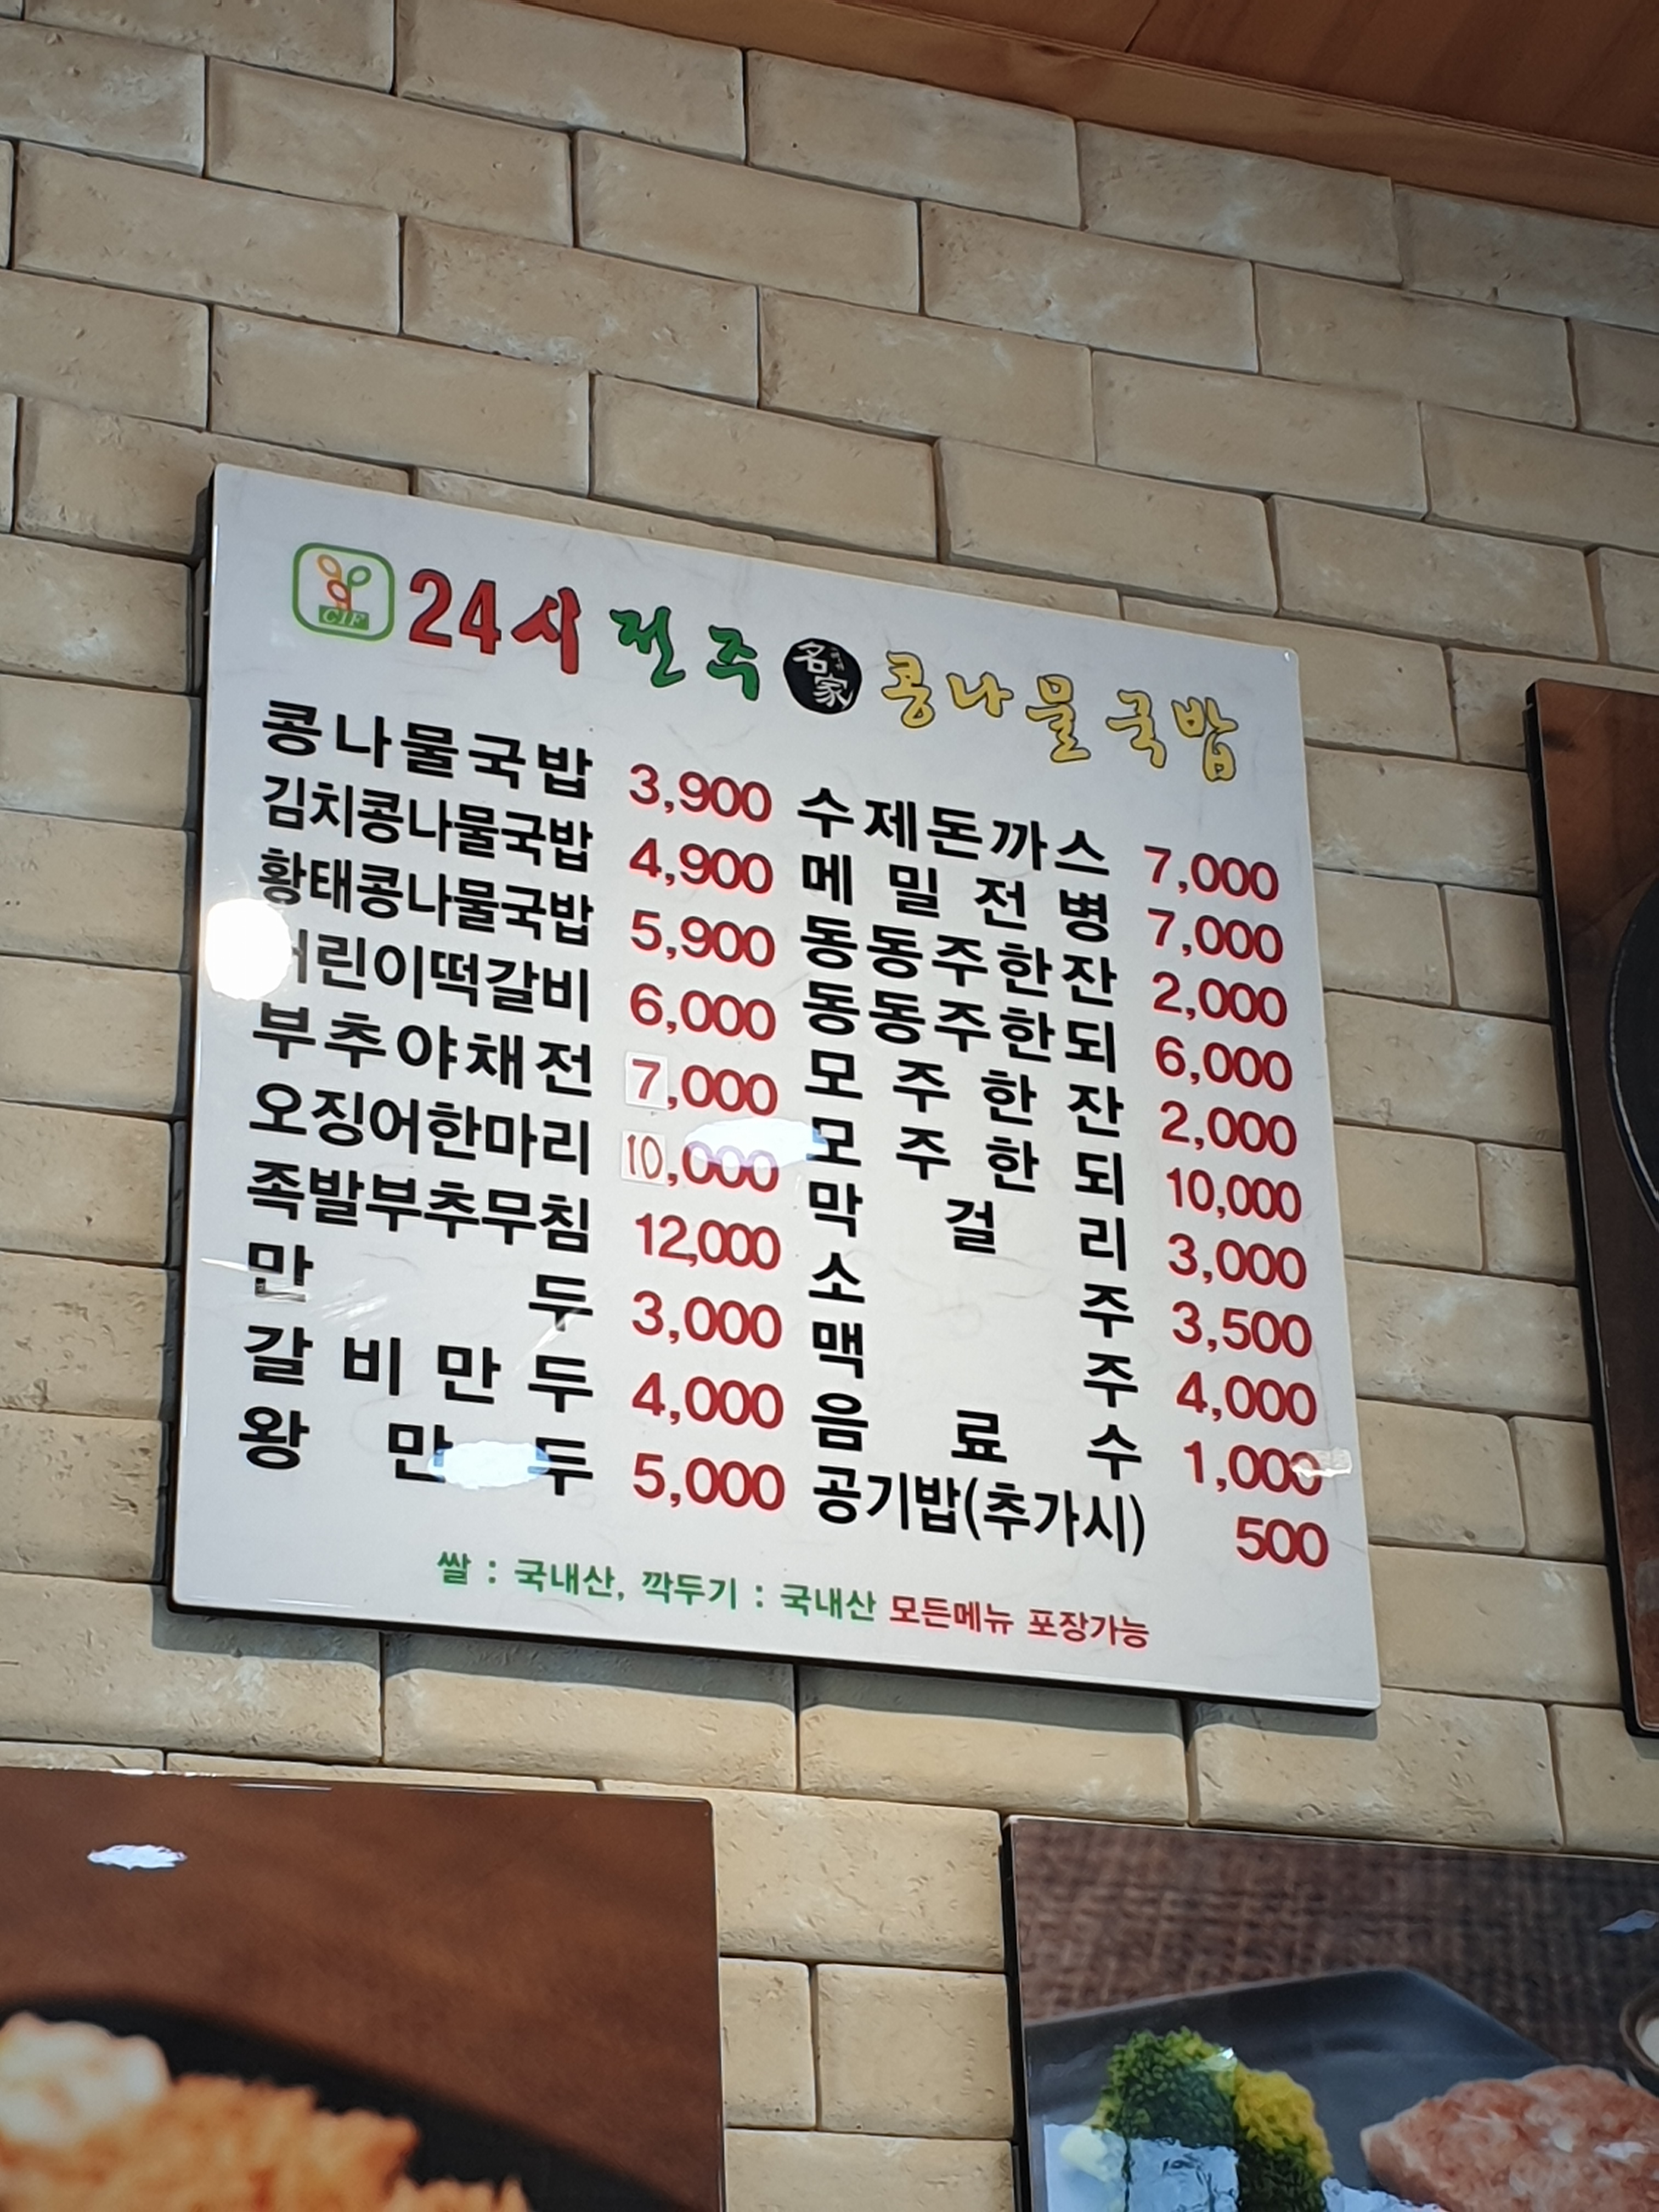 CIF 24시 전주 名家 콩나물국밥
콩나물국밥 3,900
김치콩나물국밥 4,900
황태콩나물국밥 5,900
어린이떡갈비 6,000
부추야채전 7,000
오징어한마리 10,000
족발부추무침 12,000
만두 3,000
갈비만두 4,000
왕만두 5,000
수제돈까스 7,000
메밀전병 7,000
동동주한잔 2,000
동동주한되 6,000
모주한잔 2,000
모주한되 10,000
막걸리 3,000
소주 3,500
맥주 4,000
음료수 1,000
공기밥(추가시) 500
쌀 : 국내산, 깍두기 : 국내산 모든메뉴 포장가능